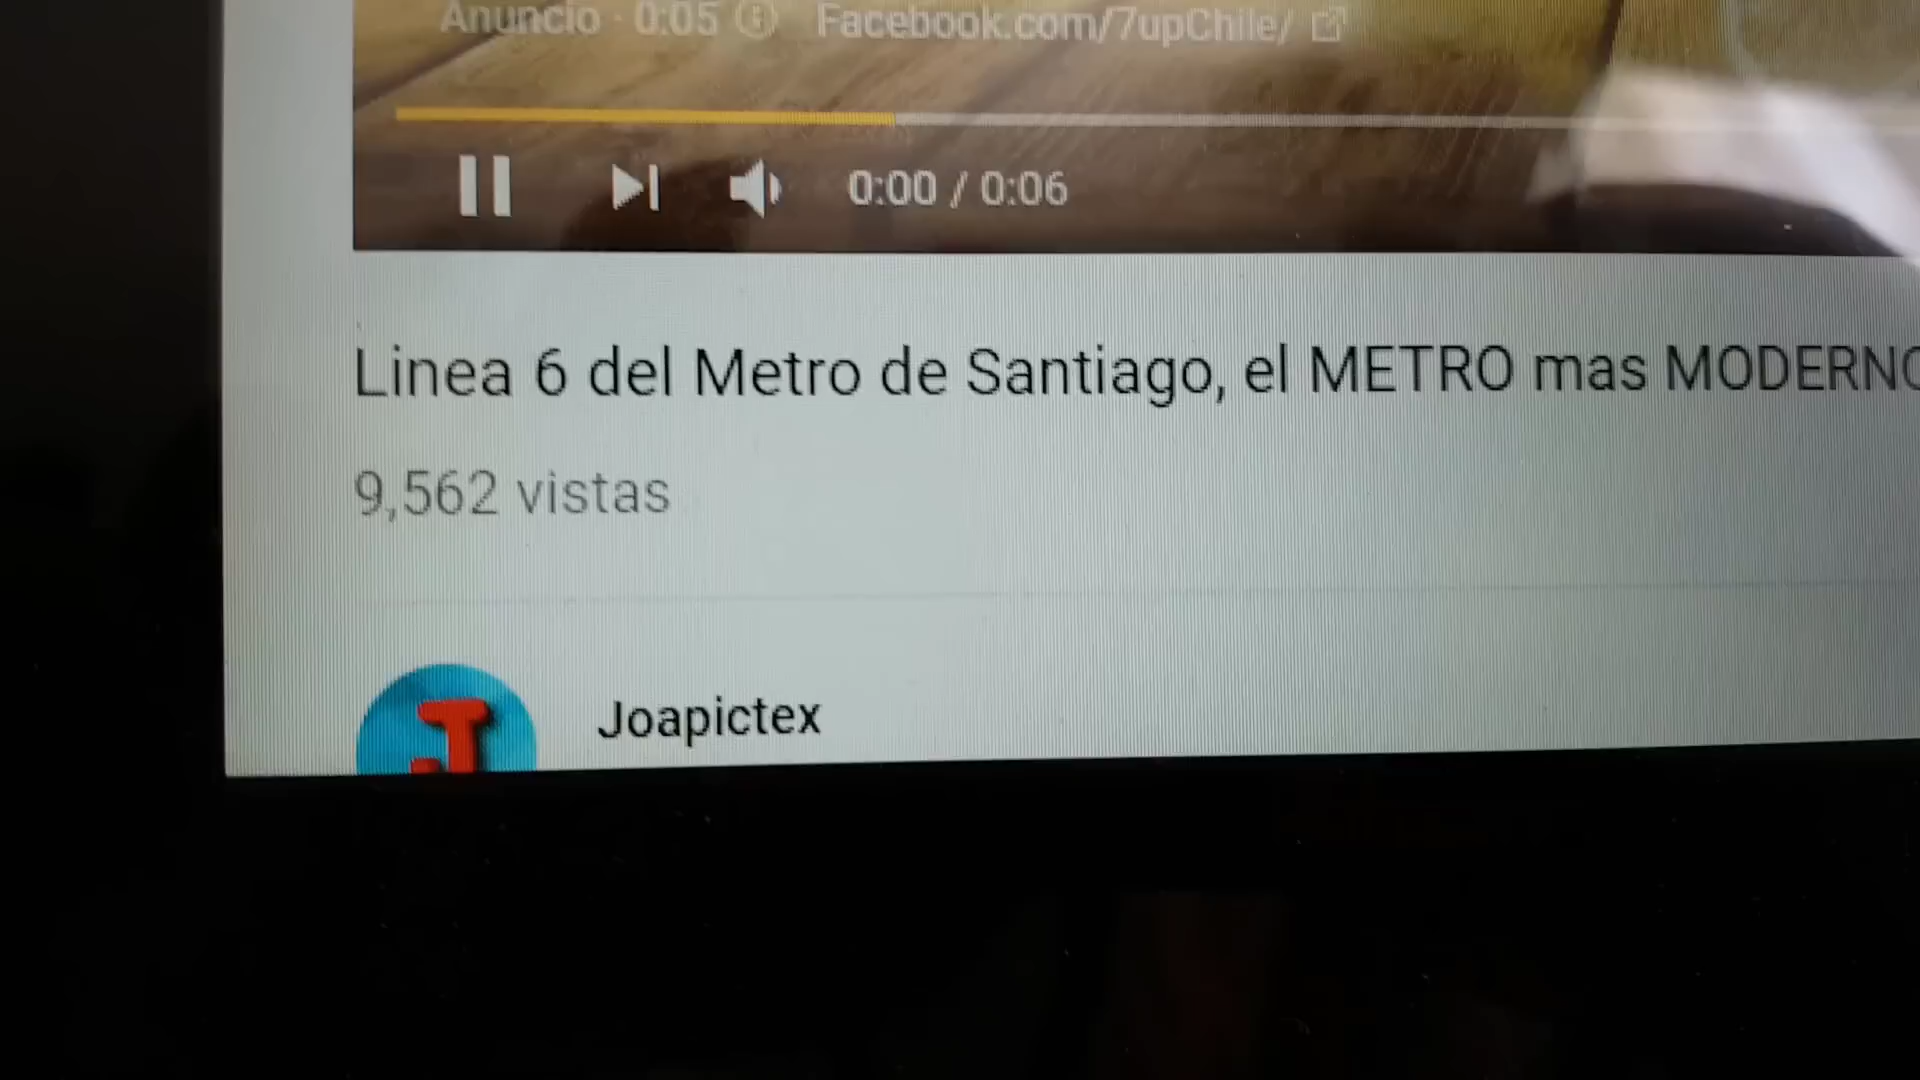 Anuncio · 0:05 Facebook.com/7upChile/
0:00 / 0:06
Linea 6 del Metro de Santiago, el METRO mas MODERNO
9,562 vistas
J
Joapictex